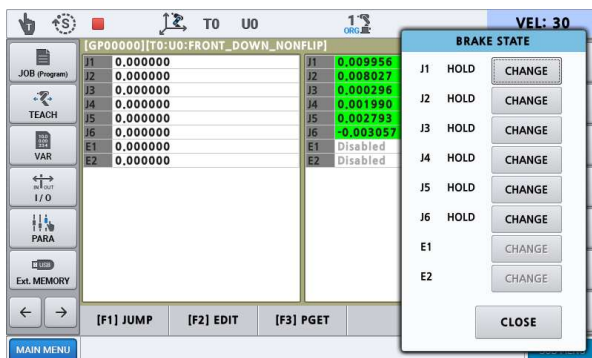 T0 U0 ORG VEL: 30
[GP00000][T0:U0:FRONT_DOWN_NONFLIP]
JOB (Program)
TEACH
VAR
IN OUT
I / O
PARA
USB
Ext. MEMORY
← →
MAIN MENU
J1 0.000000
J2 0.000000
J3 0.000000
J4 0.000000
J5 0.000000
J6 0.000000
E1 0.000000
E2 0.000000
J1 0.009956
J2 0.008027
J3 0.000296
J4 0.001990
J5 0.002793
J6 -0.003057
E1 Disabled
E2 Disabled
[F1] JUMP [F2] EDIT [F3] PGET
BRAKE STATE
J1 HOLD CHANGE
J2 HOLD CHANGE
J3 HOLD CHANGE
J4 HOLD CHANGE
J5 HOLD CHANGE
J6 HOLD CHANGE
E1 CHANGE
E2 CHANGE
CLOSE